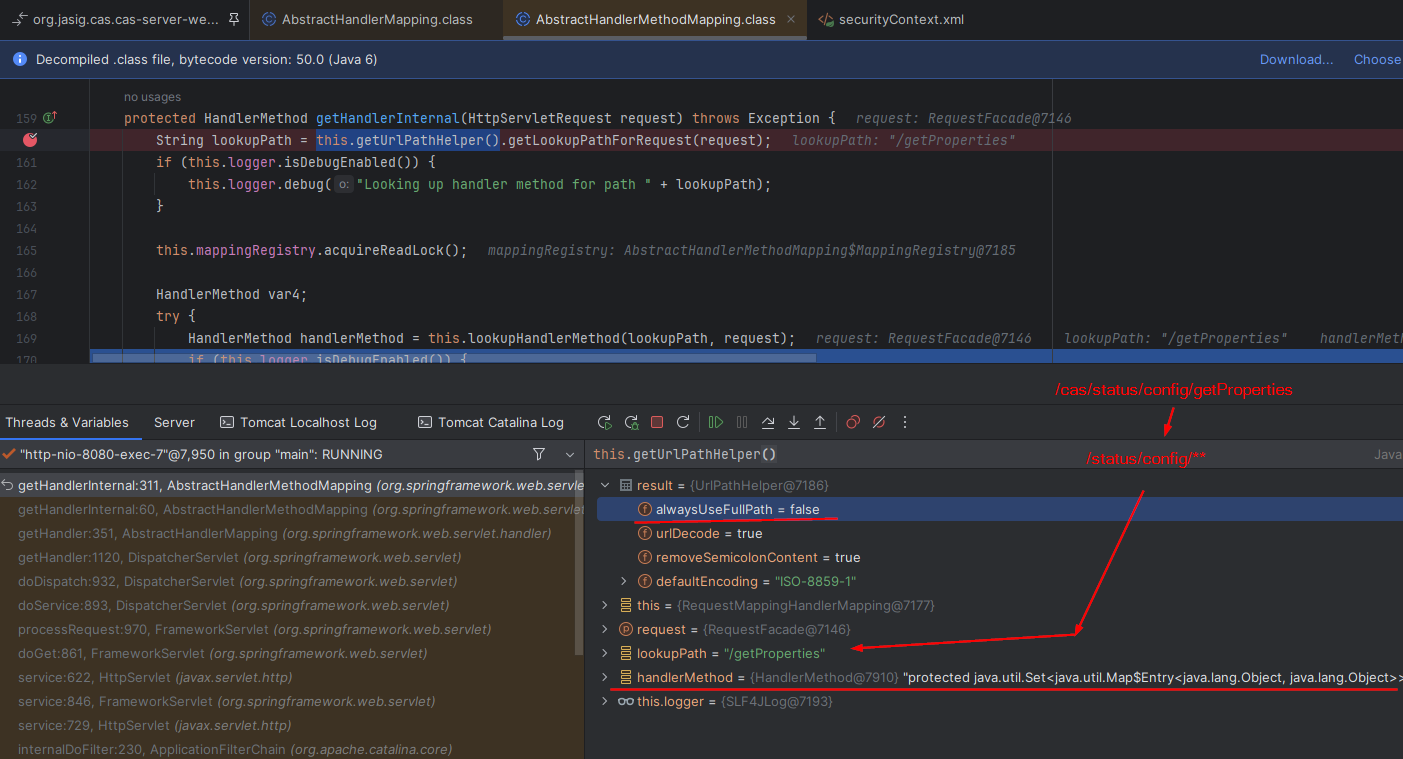 org.jasig.cas.cas-server-we...
AbstractHandlerMapping.class
AbstractHandlerMethodMapping.class
securityContext.xml
Decompiled .class file, bytecode version: 50.0 (Java 6)
Download...
Choose
no usages
159 protected HandlerMethod getHandlerInternal(HttpServletRequest request) throws Exception { request: RequestFacade@7146
String lookupPath = this.getUrlPathHelper().getLookupPathForRequest(request); lookupPath: "/getProperties"
161 if (this.logger.isDebugEnabled()) {
162 this.logger.debug( o: "Looking up handler method for path " + lookupPath);
163 }
164
165 this.mappingRegistry.acquireReadLock(); mappingRegistry: AbstractHandlerMethodMapping$MappingRegistry@7185
166
167 HandlerMethod var4;
168 try {
169 HandlerMethod handlerMethod = this.lookupHandlerMethod(lookupPath, request); request: RequestFacade@7146 lookupPath: "/getProperties" handlerMeth
170 if (this.logger.isDebugEnabled()) {
/cas/status/config/getProperties
Threads & Variables
Server
Tomcat Localhost Log
Tomcat Catalina Log
"http-nio-8080-exec-7"@7,950 in group "main": RUNNING
this.getUrlPathHelper()
/status/config/**
Java
getHandlerInternal:311, AbstractHandlerMethodMapping (org.springframework.web.servle
getHandlerInternal:60, AbstractHandlerMethodMapping (org.springframework.web.servlet
getHandler:351, AbstractHandlerMapping (org.springframework.web.servlet.handler)
getHandler:1120, DispatcherServlet (org.springframework.web.servlet)
doDispatch:932, DispatcherServlet (org.springframework.web.servlet)
doService:893, DispatcherServlet (org.springframework.web.servlet)
processRequest:970, FrameworkServlet (org.springframework.web.servlet)
doGet:861, FrameworkServlet (org.springframework.web.servlet)
service:622, HttpServlet (javax.servlet.http)
service:846, FrameworkServlet (org.springframework.web.servlet)
service:729, HttpServlet (javax.servlet.http)
internalDoFilter:230, ApplicationFilterChain (org.apache.catalina.core)
result = {UrlPathHelper@7186}
alwaysUseFullPath = false
urlDecode = true
removeSemicolonContent = true
defaultEncoding = "ISO-8859-1"
this = {RequestMappingHandlerMapping@7177}
request = {RequestFacade@7146}
lookupPath = "/getProperties"
handlerMethod = {HandlerMethod@7910} "protected java.util.Set<java.util.Map$Entry<java.lang.Object, java.lang.Object>>
this.logger = {SLF4JLog@7193}